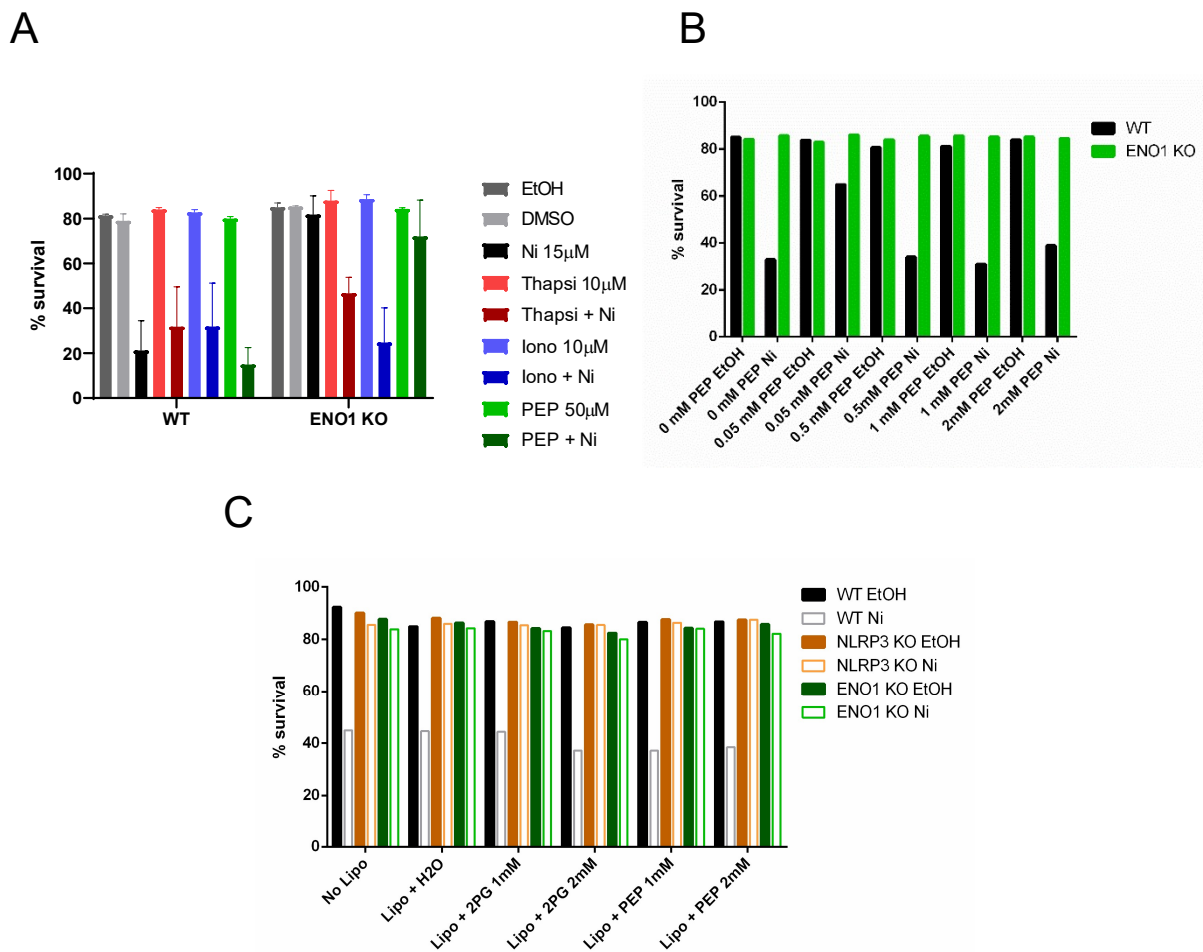 A
% survival
100
80
60
40
20
0
WT
ENO1 KO
EtOH
DMSO
Ni 15μM
Thapsi 10μM
Thapsi + Ni
Iono 10μM
Iono + Ni
PEP 50μM
PEP + Ni
B
% survival
100
80
60
40
20
0
0 mM PEP EtOH
0 mM PEP Ni
0.05 mM PEP EtOH
0.05 mM PEP Ni
0.5 mM PEP EtOH
0.5mM PEP Ni
1 mM PEP EtOH
1 mM PEP Ni
2mM PEP EtOH
2mM PEP Ni
WT
ENO1 KO
C
% survival
100
80
60
40
20
0
No Lipo
Lipo + H2O
Lipo + 2PG 1mM
Lipo + 2PG 2mM
Lipo + PEP 1mM
Lipo + PEP 2mM
WT EtOH
WT Ni
NLRP3 KO EtOH
NLRP3 KO Ni
ENO1 KO EtOH
ENO1 KO Ni